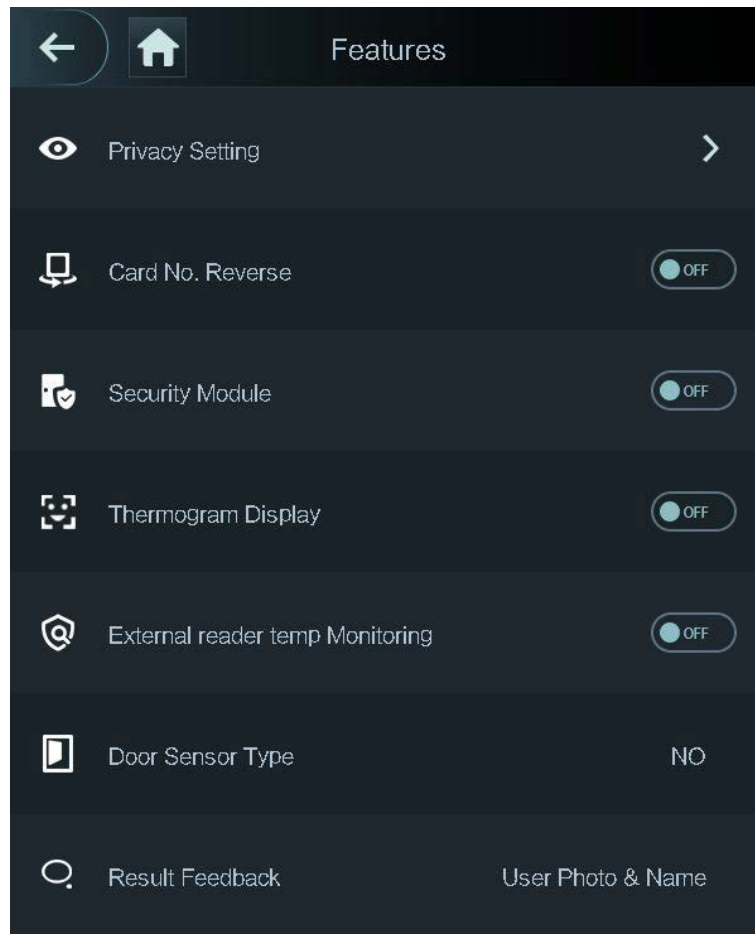 Features
Privacy Setting
Card No. Reverse
OFF
Security Module
OFF
Thermogram Display
OFF
External reader temp Monitoring
OFF
Door Sensor Type
NO
Result Feedback
User Photo & Name